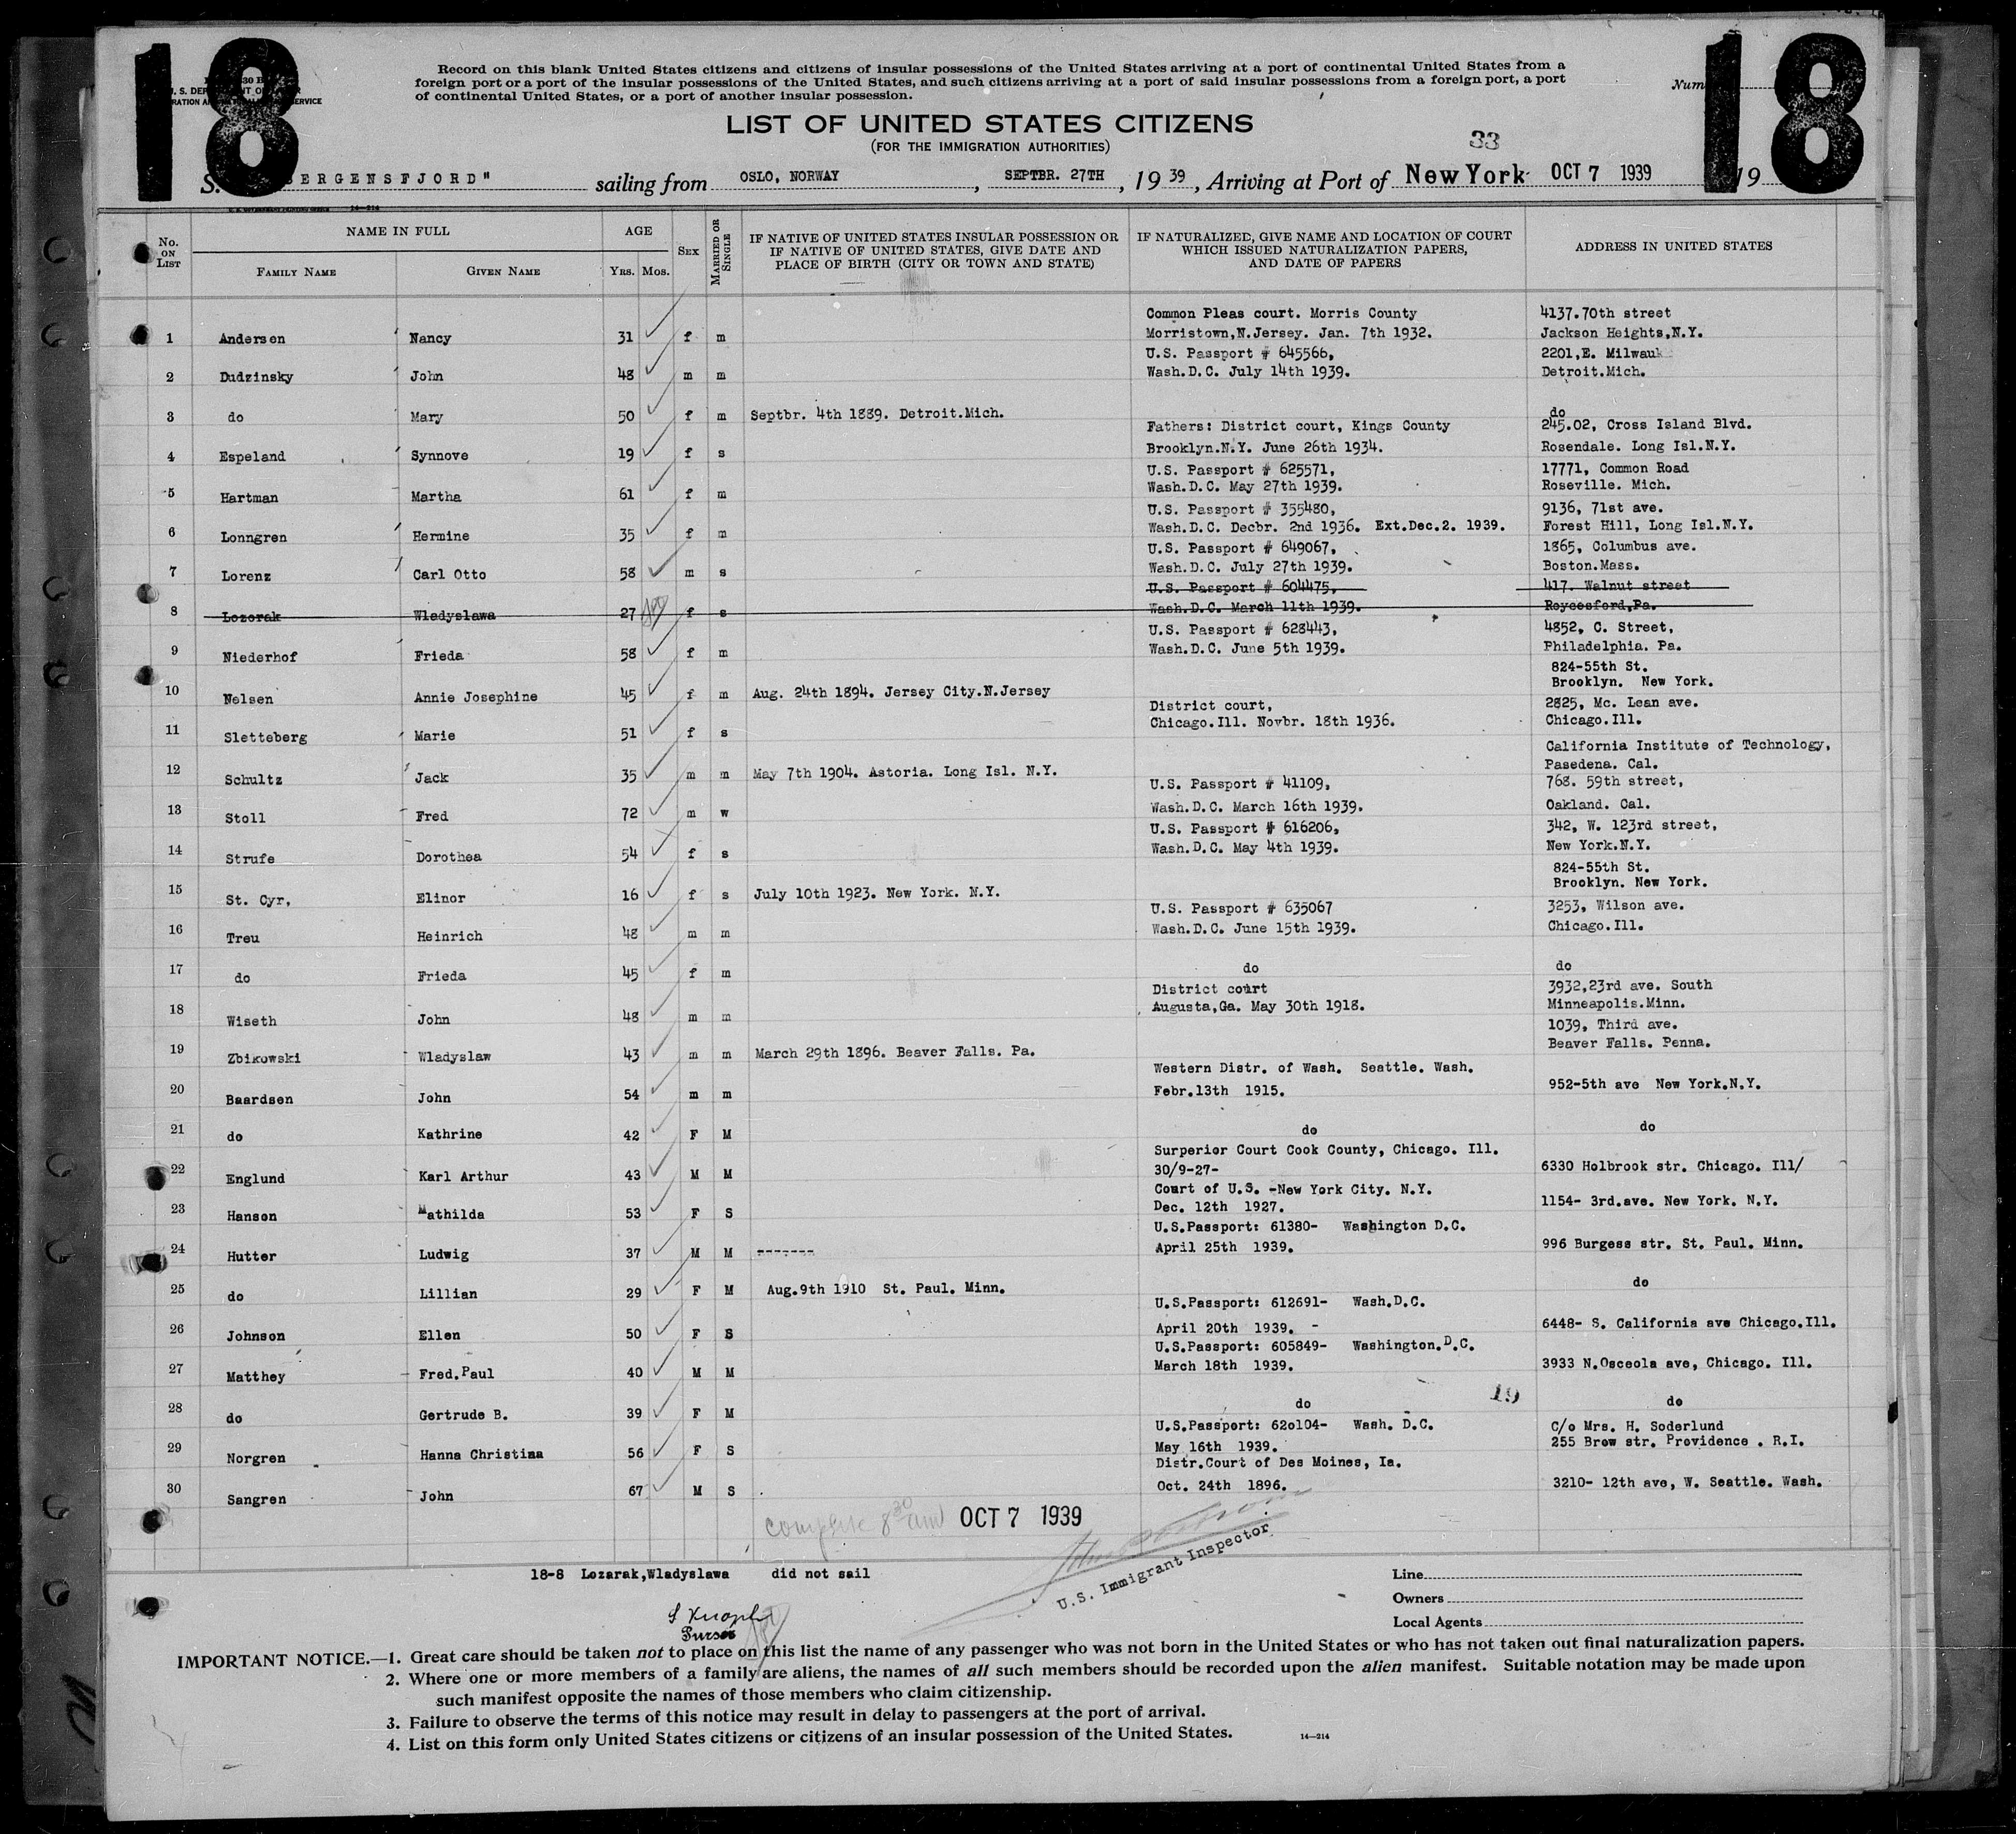 18
18
Record on this blank United States citizens and citizens of insular possessions of the United States arriving at a port of continental United States from a
foreign port or a port of the insular possessions of the United States, and such citizens arriving at a port of said insular possessions from a foreign port, a port
of continental United States, or a port of another insular possession.
LIST OF UNITED STATES CITIZENS
(FOR THE IMMIGRATION AUTHORITIES)
33
S. BERGENSFJORD" sailing from OSLO, NORWAY, SEPTBR. 27TH, 19 39, Arriving at Port of New York OCT 7 1939 19
14-214
No. ON LIST
NAME IN FULL
FAMILY NAME GIVEN NAME
AGE
YRS. MOS.
SEX
MARRIED OR SINGLE
IF NATIVE OF UNITED STATES INSULAR POSSESSION OR
IF NATIVE OF UNITED STATES, GIVE DATE AND
PLACE OF BIRTH (CITY OR TOWN AND STATE)
IF NATURALIZED, GIVE NAME AND LOCATION OF COURT
WHICH ISSUED NATURALIZATION PAPERS,
AND DATE OF PAPERS
ADDRESS IN UNITED STATES
Common Pleas court. Morris County 4137.70th street
1 Andersen Nancy 31 f m Morristown,N.Jersey. Jan. 7th 1932. Jackson Heights,N.Y.
U.S. Passport # 645566, 2201,E. Milwauk
2 Dudzinsky John 48 m m Wash.D.C. July 14th 1939. Detroit.Mich.
3 do Mary 50 f m Septbr. 4th 1889. Detroit.Mich. do
Fathers: District court, Kings County 245.02, Cross Island Blvd.
4 Espeland Synnove 19 f s Brooklyn.N.Y. June 26th 1934. Rosendale. Long Isl.N.Y.
U.S. Passport # 625571, 17771, Common Road
5 Hartman Martha 61 f m Wash.D.C. May 27th 1939. Roseville. Mich.
U.S. Passport # 355480, 9136, 71st ave.
6 Lonngren Hermine 35 f m Wash.D.C. Decbr. 2nd 1936. Ext.Dec.2. 1939. Forest Hill, Long Isl.N.Y.
U.S. Passport # 649067, 1865, Columbus ave.
7 Lorenz Carl Otto 58 m s Wash.D.C. July 27th 1939. Boston.Mass.
U.S. Passport # 604475, 417. Walnut street
8 Lozorak Wladyslawa 27 f s Wash.D.C. March 11th 1939. Roycesford,Pa.
U.S. Passport # 628443, 4852, C. Street,
9 Niederhof Frieda 58 f m Wash.D.C. June 5th 1939. Philadelphia. Pa.
824-55th St.
10 Nelsen Annie Josephine 45 f m Aug. 24th 1894. Jersey City.N.Jersey Brooklyn. New York.
District court, 2825, Mc. Lean ave.
11 Sletteberg Marie 51 f s Chicago.Ill. Novbr. 18th 1936. Chicago.Ill.
California Institute of Technology,
12 Schultz Jack 35 m m May 7th 1904. Astoria. Long Isl. N.Y. Pasedena. Cal.
U.S. Passport # 41109, 768. 59th street,
13 Stoll Fred 72 m w Wash.D.C. March 16th 1939. Oakland. Cal.
U.S. Passport # 616206, 342, W. 123rd street,
14 Strufe Dorothea 54 f s Wash.D.C. May 4th 1939. New York.N.Y.
824-55th St.
15 St. Cyr, Elinor 16 f s July 10th 1923. New York. N.Y. Brooklyn. New York.
U.S. Passport # 635067 3253, Wilson ave.
16 Treu Heinrich 48 m m Wash.D.C. June 15th 1939. Chicago.Ill.
17 do Frieda 45 f m do do
District court 3932,23rd ave. South
18 Wiseth John 48 m m Augusta,Ga. May 30th 1918. Minneapolis.Minn.
1039, Third ave.
19 Zbikowski Wladyslaw 43 m m March 29th 1896. Beaver Falls. Pa. Beaver Falls. Penna.
Western Distr. of Wash. Seattle. Wash.
20 Baardsen John 54 m m Febr.13th 1915. 952-5th ave New York.N.Y.
21 do Kathrine 42 F M do do
Surperior Court Cook County, Chicago. Ill.
22 Englund Karl Arthur 43 M M 30/9-27- 6330 Holbrook str. Chicago. Ill/
Court of U.S. -New York City. N.Y.
23 Hanson Mathilda 53 F S Dec. 12th 1927. 1154- 3rd.ave. New York. N.Y.
U.S.Passport: 61380- Washington D.C.
24 Hutter Ludwig 37 M M ------- April 25th 1939. 996 Burgess str. St. Paul. Minn.
25 do Lillian 29 F M Aug.9th 1910 St. Paul. Minn. do
U.S.Passport: 612691- Wash.D.C.
26 Johnson Ellen 50 F S April 20th 1939. - 6448- S. California ave Chicago.Ill.
U.S.Passport: 605849- Washington.D.C.
27 Matthey Fred.Paul 40 M M March 18th 1939. 3933 N.Osceola ave, Chicago. Ill.
19
28 do Gertrude B. 39 F M do do
U.S.Passport: 620104- Wash. D.C. C/o Mrs. H. Soderlund
29 Norgren Hanna Christina 56 F S May 16th 1939. 255 Brow str. Providence . R.I.
Distr.Court of Des Moines, Ia.
30 Sangren John 67 M S Oct. 24th 1896. 3210- 12th ave, W. Seattle. Wash.
complete 8 30 am OCT 7 1939
U.S. Immigrant Inspector
18-8 Lozarak,Wladyslawa did not sail
Purser
Line
Owners
Local Agents
IMPORTANT NOTICE.—1. Great care should be taken not to place on this list the name of any passenger who was not born in the United States or who has not taken out final naturalization papers.
2. Where one or more members of a family are aliens, the names of all such members should be recorded upon the alien manifest. Suitable notation may be made upon
such manifest opposite the names of those members who claim citizenship.
3. Failure to observe the terms of this notice may result in delay to passengers at the port of arrival.
4. List on this form only United States citizens or citizens of an insular possession of the United States.
14—214